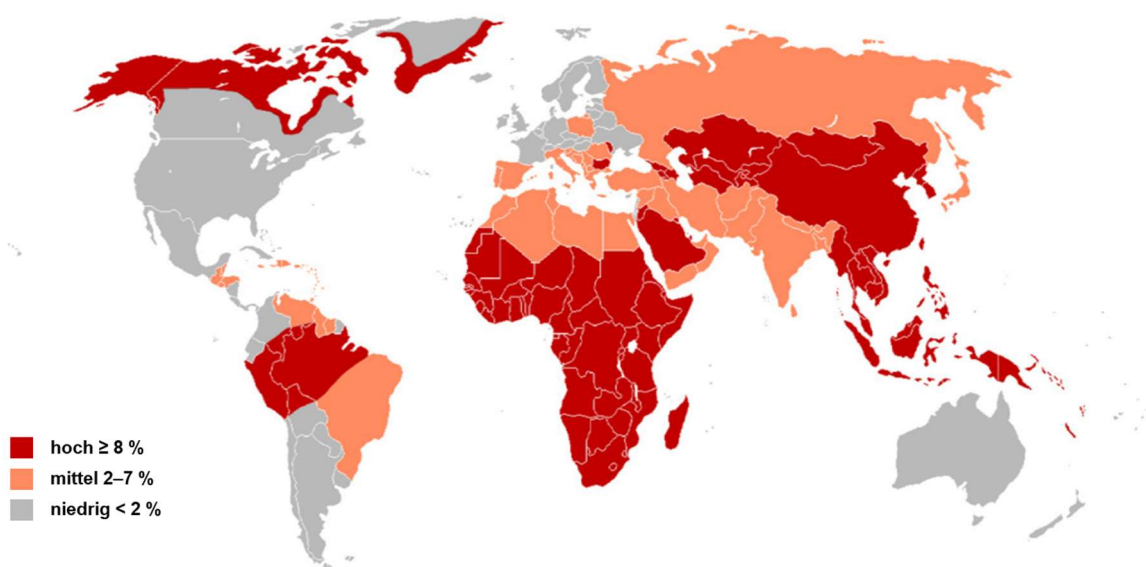 hoch ≥ 8 %
mittel 2–7 %
niedrig < 2 %